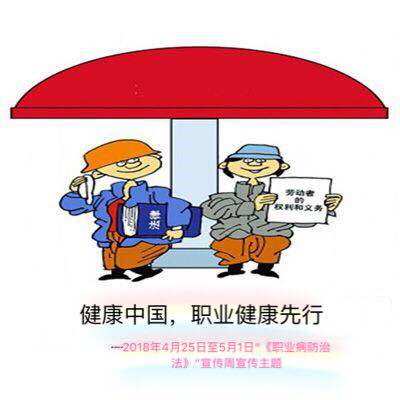 劳动者
的
权利和义务
健康中国，职业健康先行
---2018年4月25日至5月1日“《职业病防治
法》”宣传周宣传主题